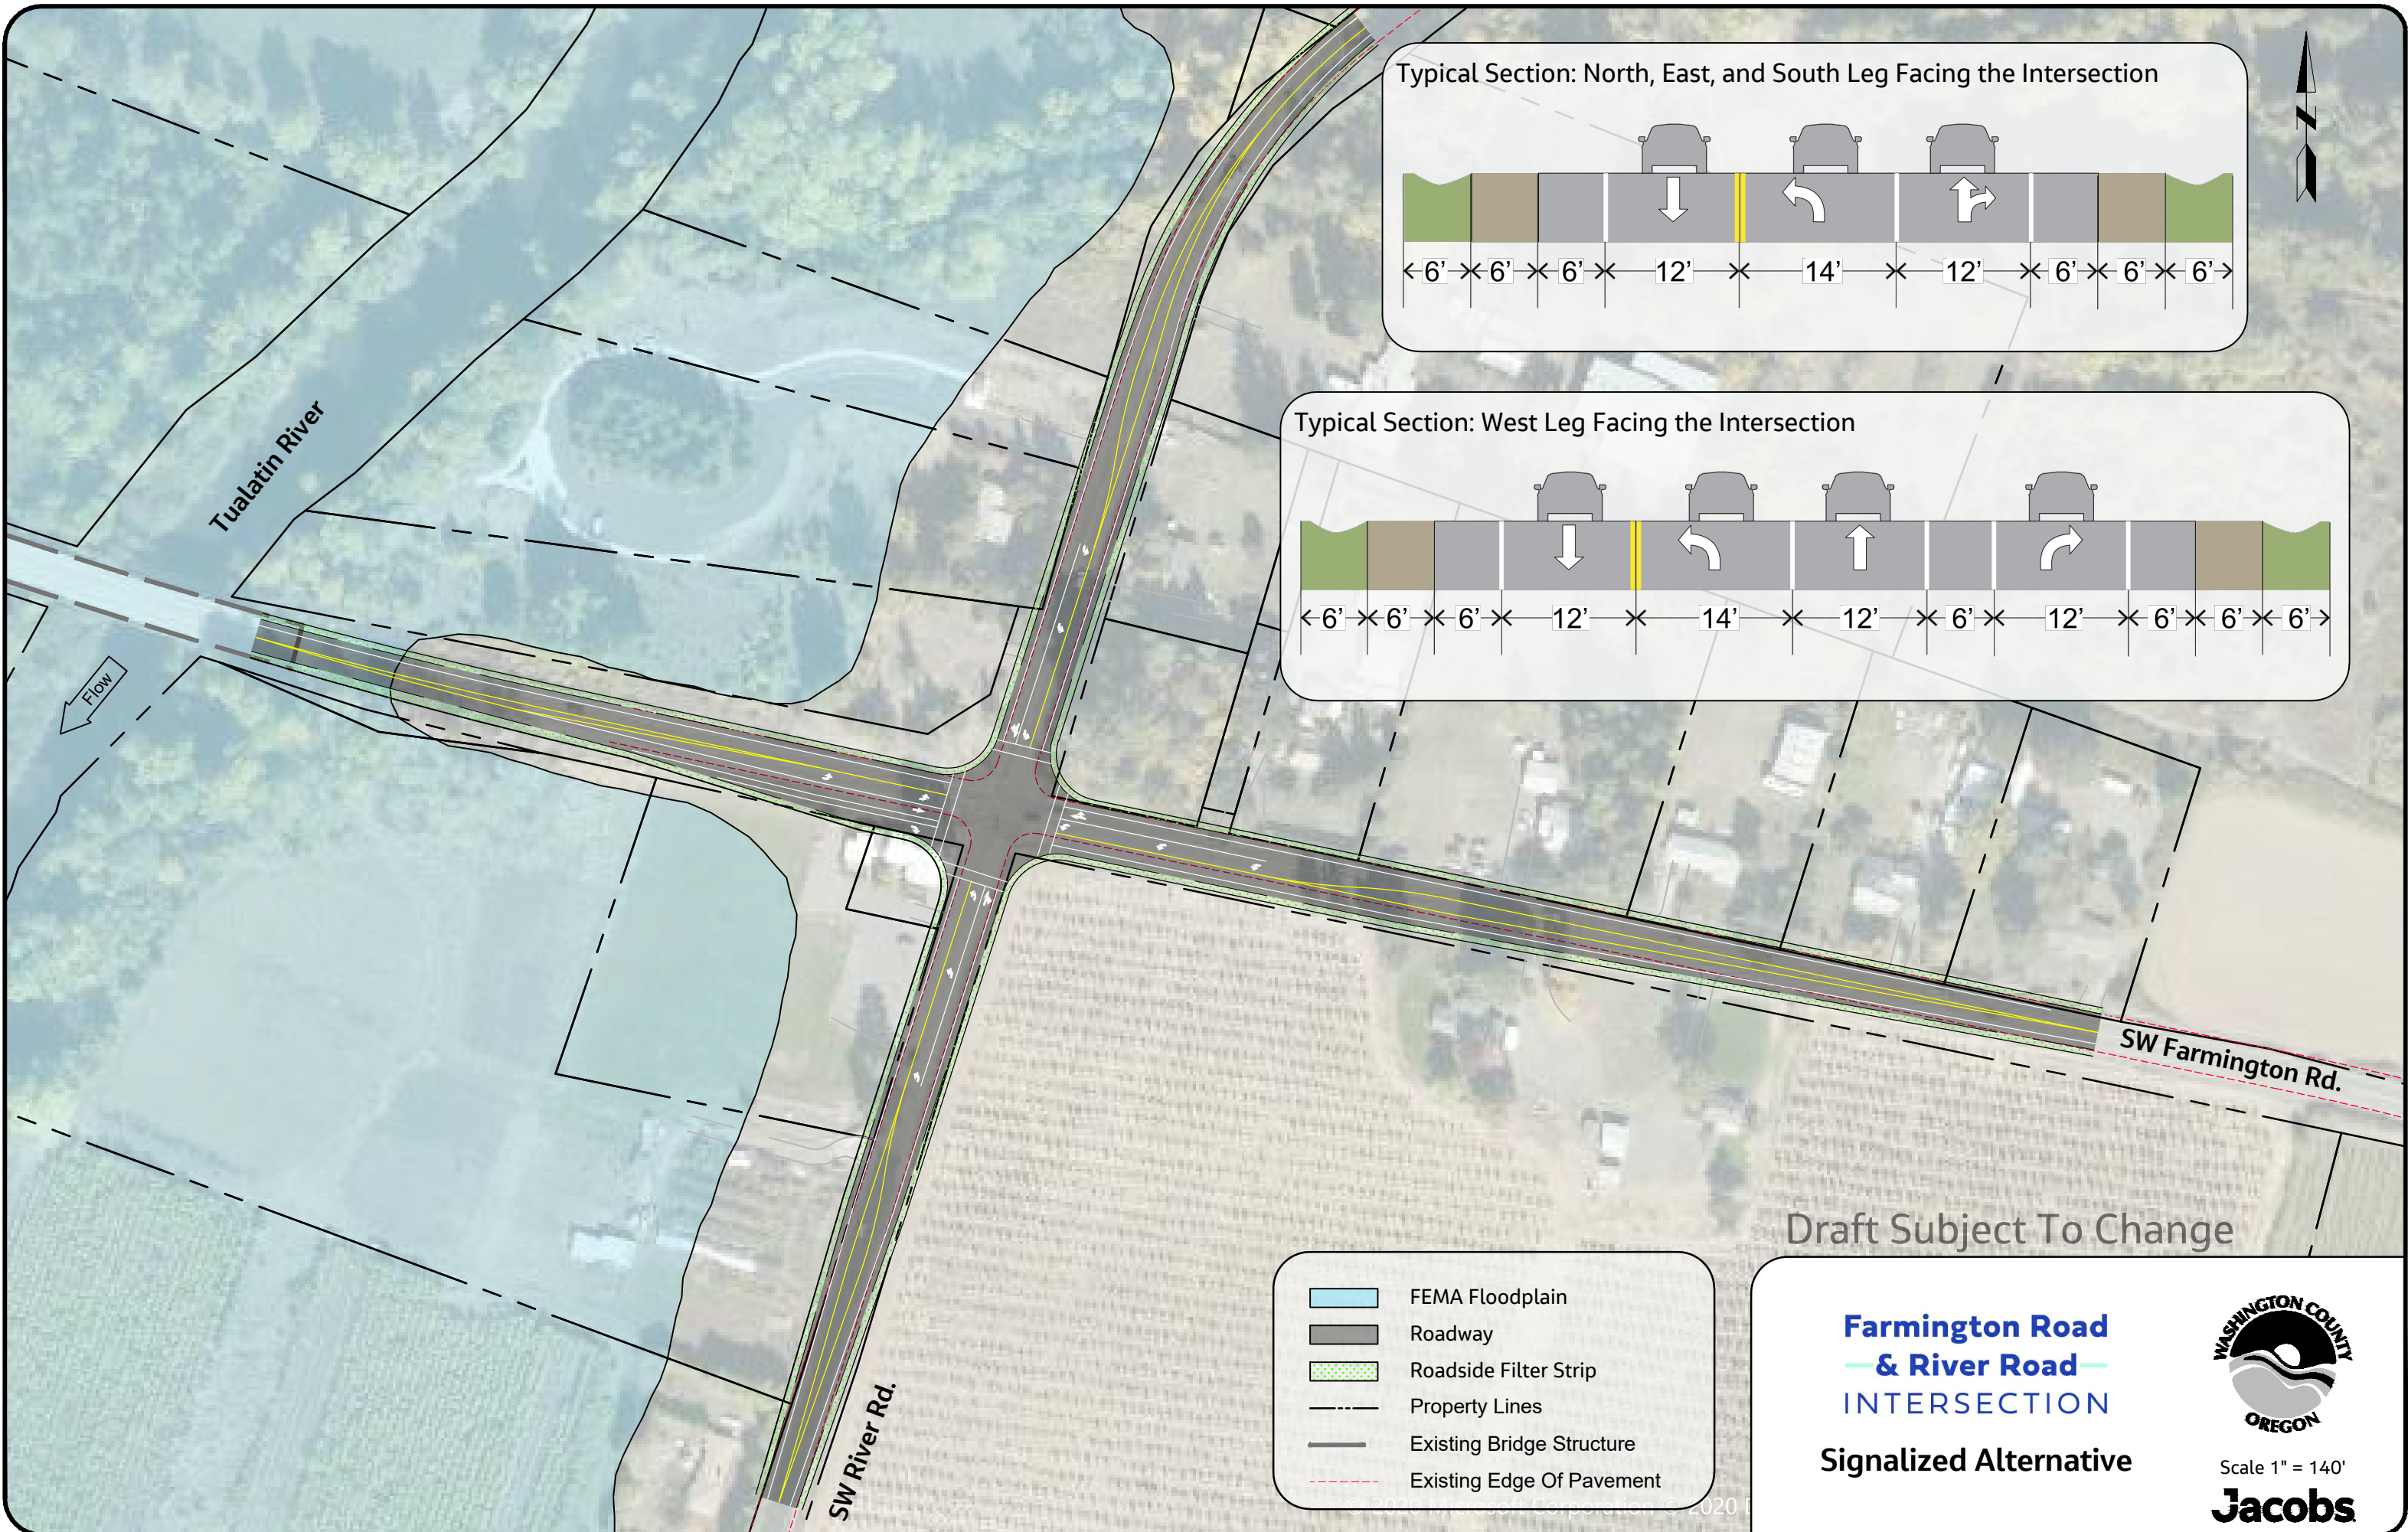 Typical Section: North, East, and South Leg Facing the Intersection
6' 6' 6' 12' 14' 12' 6' 6' 6'
Typical Section: West Leg Facing the Intersection
6' 6' 6' 12' 14' 12' 6' 12' 6' 6' 6'
N
Tualatin River
Flow
SW Farmington Rd.
SW River Rd.
FEMA Floodplain
Roadway
Roadside Filter Strip
Property Lines
Existing Bridge Structure
Existing Edge Of Pavement
© 2020 Microsoft Corporation © 2020
Draft Subject To Change
Farmington Road
& River Road
INTERSECTION
Signalized Alternative
WASHINGTON COUNTY
OREGON
Scale 1" = 140'
Jacobs